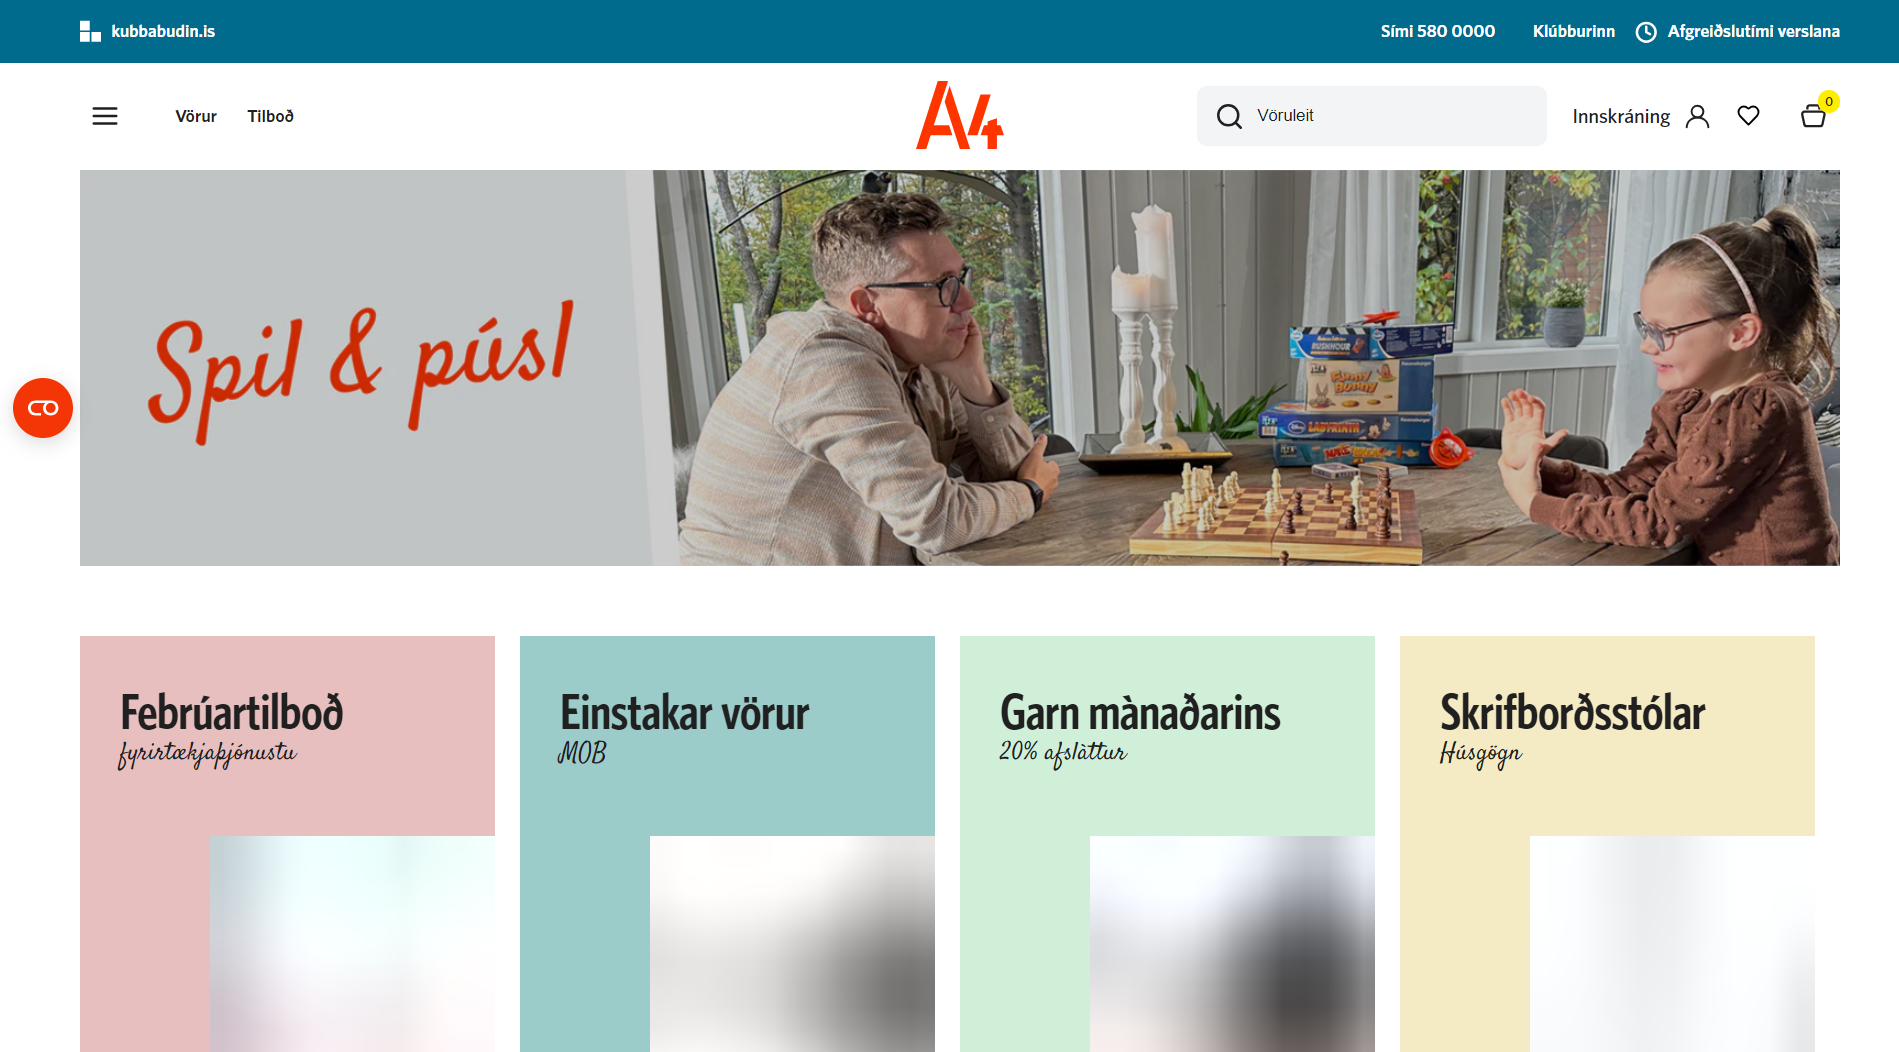 kubbabudin.is
Sími 580 0000
Klúbburinn
Afgreiðslutími verslana
Vörur
Tilboð
A4
Vöruleit
Innskráning
0
Spil & púsl
RUSHHOUR
Funny Bunny
LABYRINTH
Febrúartilboð
fyrirtækjaþjónustu
Einstakar vörur
MOB
Garn mànaðarins
20% afslàttur
Skrifborðsstólar
Húsgögn